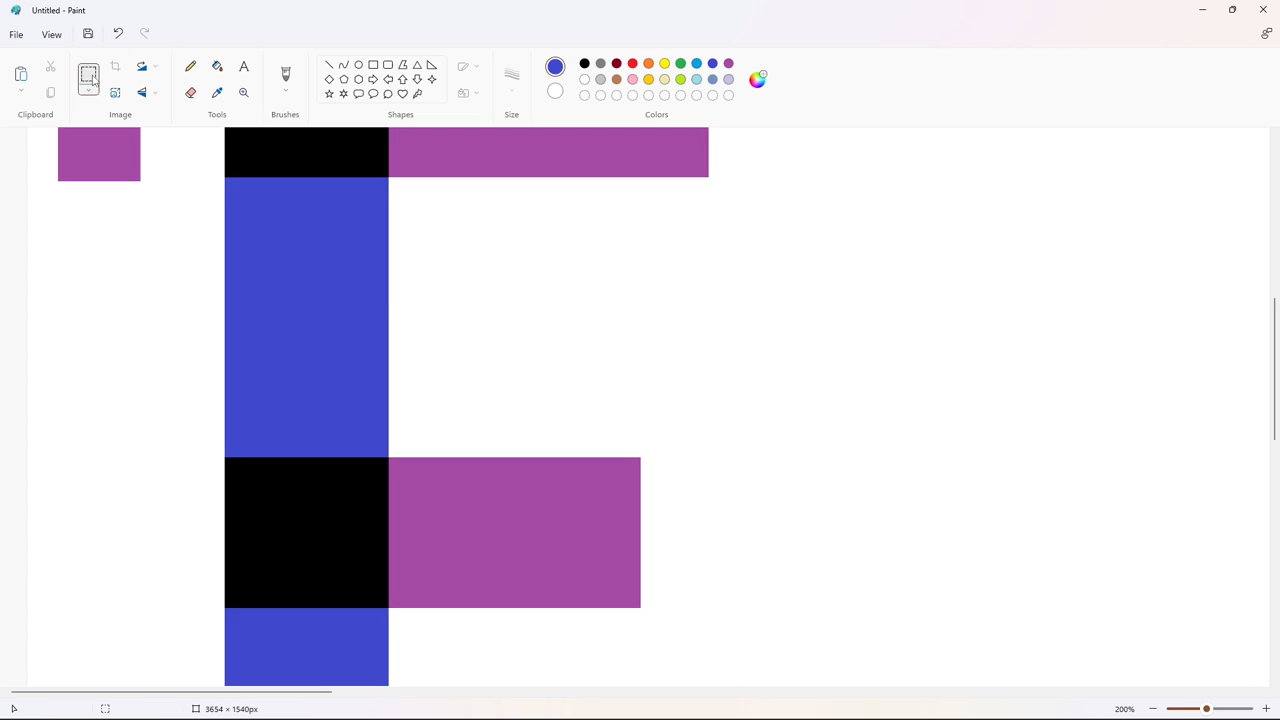 Untitled - Paint
File View
Clipboard Image Tools Brushes Shapes Size Colors
A
3654 × 1540px 200%